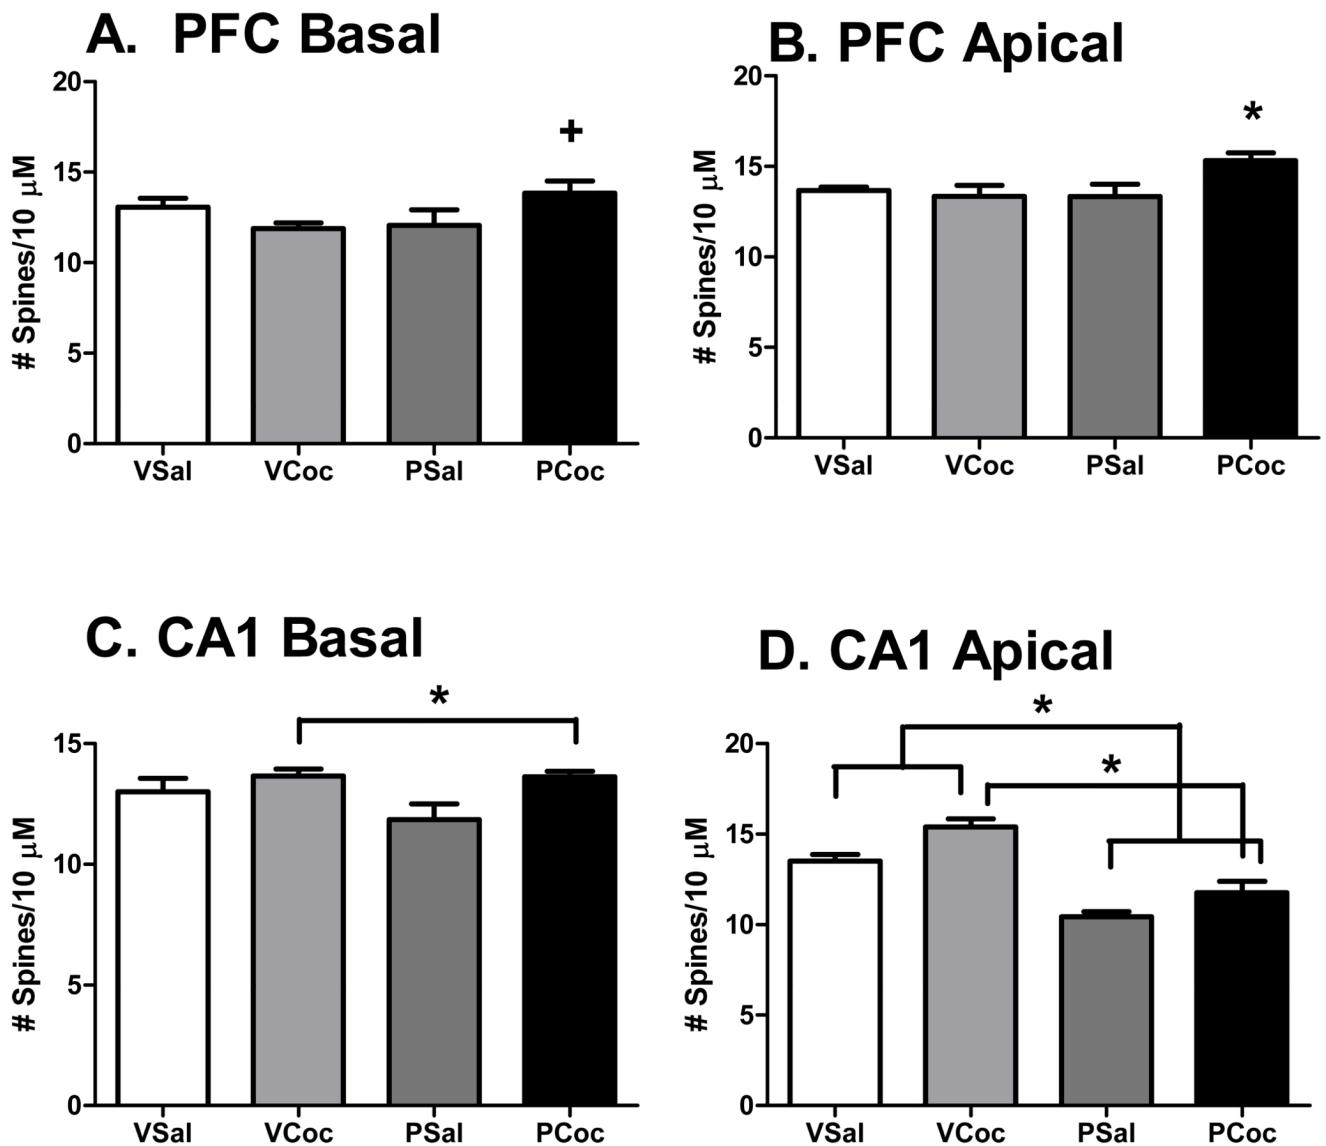 A. PFC Basal
# Spines/10 μM
20
15
10
5
0
+
VSal VCoc PSal PCoc
B. PFC Apical
# Spines/10 μM
20
15
10
5
0
*
VSal VCoc PSal PCoc
C. CA1 Basal
# Spines/10 μM
*
15
10
5
0
VSal VCoc PSal PCoc
D. CA1 Apical
# Spines/10 μM
*
*
20
15
10
5
0
VSal VCoc PSal PCoc